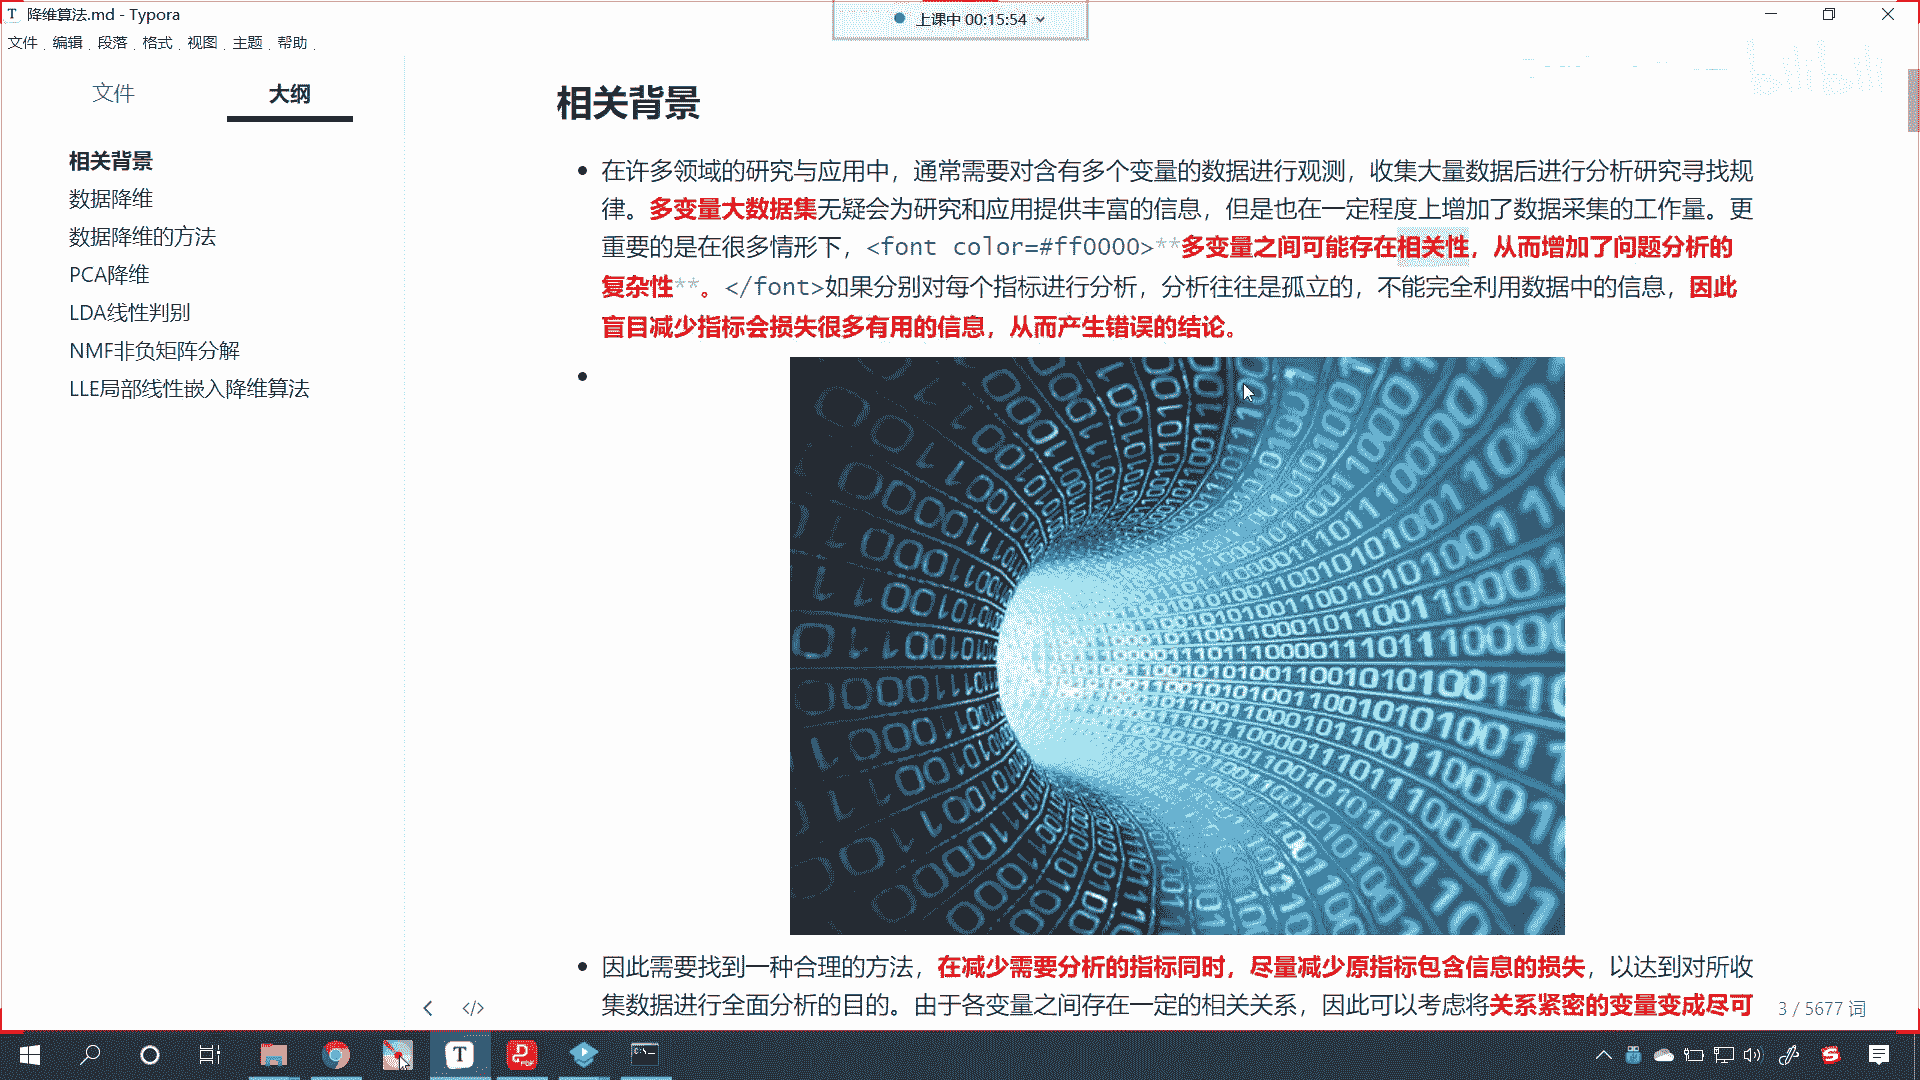 降维算法.md - Typora
上课中 00:15:54
文件 编辑 段落 格式 视图 主题 帮助
文件 大纲
相关背景
数据降维
数据降维的方法
PCA降维
LDA线性判别
NMF非负矩阵分解
LLE局部线性嵌入降维算法
相关背景
在许多领域的研究与应用中，通常需要对含有多个变量的数据进行观测，收集大量数据后进行分析研究寻找规
律。多变量大数据集无疑会为研究和应用提供丰富的信息，但是也在一定程度上增加了数据采集的工作量。更
重要的是在很多情形下，<font color=#ff0000>**多变量之间可能存在相关性，从而增加了问题分析的
复杂性**。</font>如果分别对每个指标进行分析，分析往往是孤立的，不能完全利用数据中的信息，因此
盲目减少指标会损失很多有用的信息，从而产生错误的结论。
因此需要找到一种合理的方法，在减少需要分析的指标同时，尽量减少原指标包含信息的损失，以达到对所收
集数据进行全面分析的目的。由于各变量之间存在一定的相关关系，因此可以考虑将关系紧密的变量变成尽可
</> 3 / 5677 词
bilibili